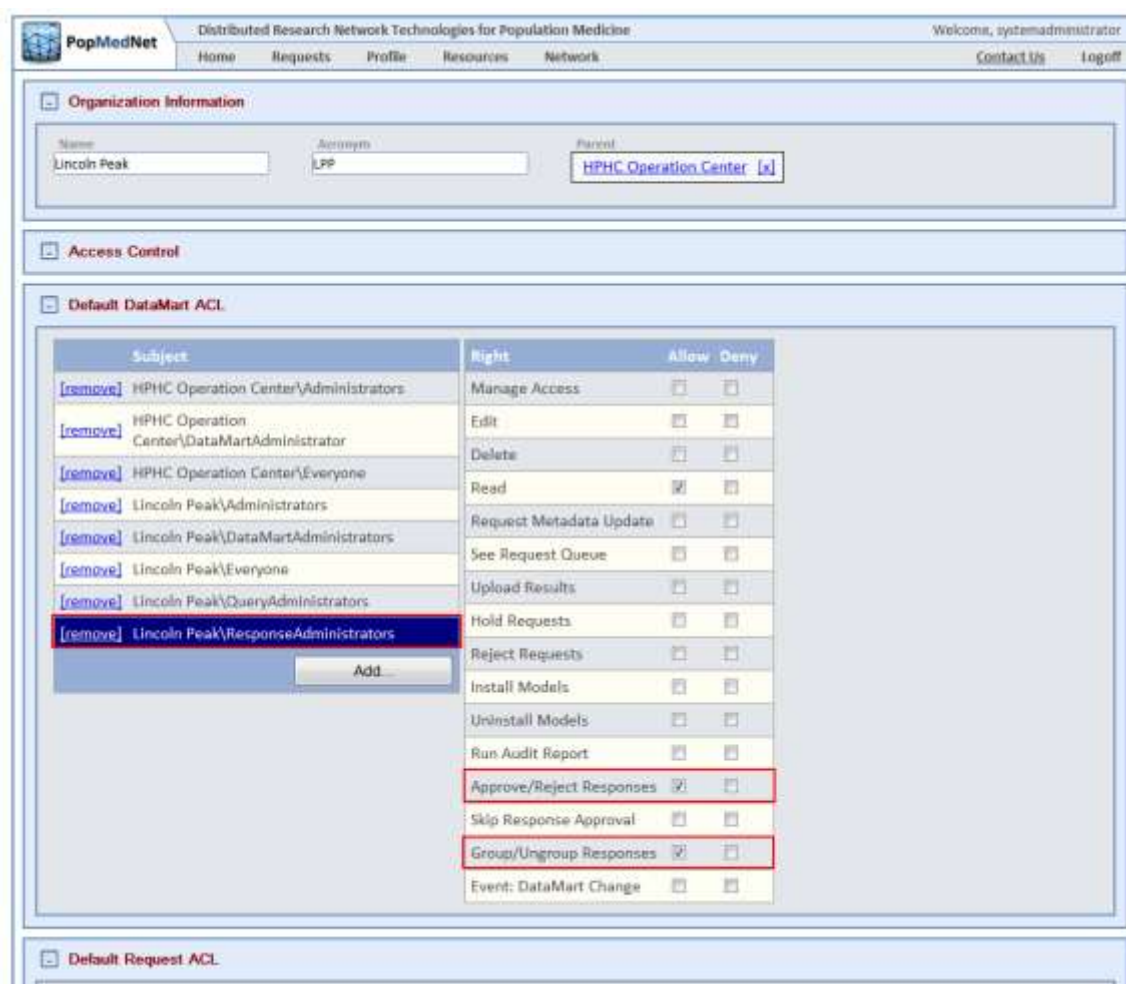 PopMedNet
Distributed Research Network Technologies for Population Medicine
Welcome, systemadministrator
Home Requests Profile Resources Network
Contact Us Logoff
Organization Information
Name Acronym Parent
Lincoln Peak LPP HPHC Operation Center [x]
Access Control
Default DataMart ACL
Subject
[remove] HPHC Operation Center\Administrators
[remove] HPHC Operation
Center\DataMartAdministrator
[remove] HPHC Operation Center\Everyone
[remove] Lincoln Peak\Administrators
[remove] Lincoln Peak\DataMartAdministrators
[remove] Lincoln Peak\Everyone
[remove] Lincoln Peak\QueryAdministrators
[remove] Lincoln Peak\ResponseAdministrators
Add...
Right Allow Deny
Manage Access
Edit
Delete
Read
Request Metadata Update
See Request Queue
Upload Results
Hold Requests
Reject Requests
Install Models
Uninstall Models
Run Audit Report
Approve/Reject Responses
Skip Response Approval
Group/Ungroup Responses
Event: DataMart Change
Default Request ACL